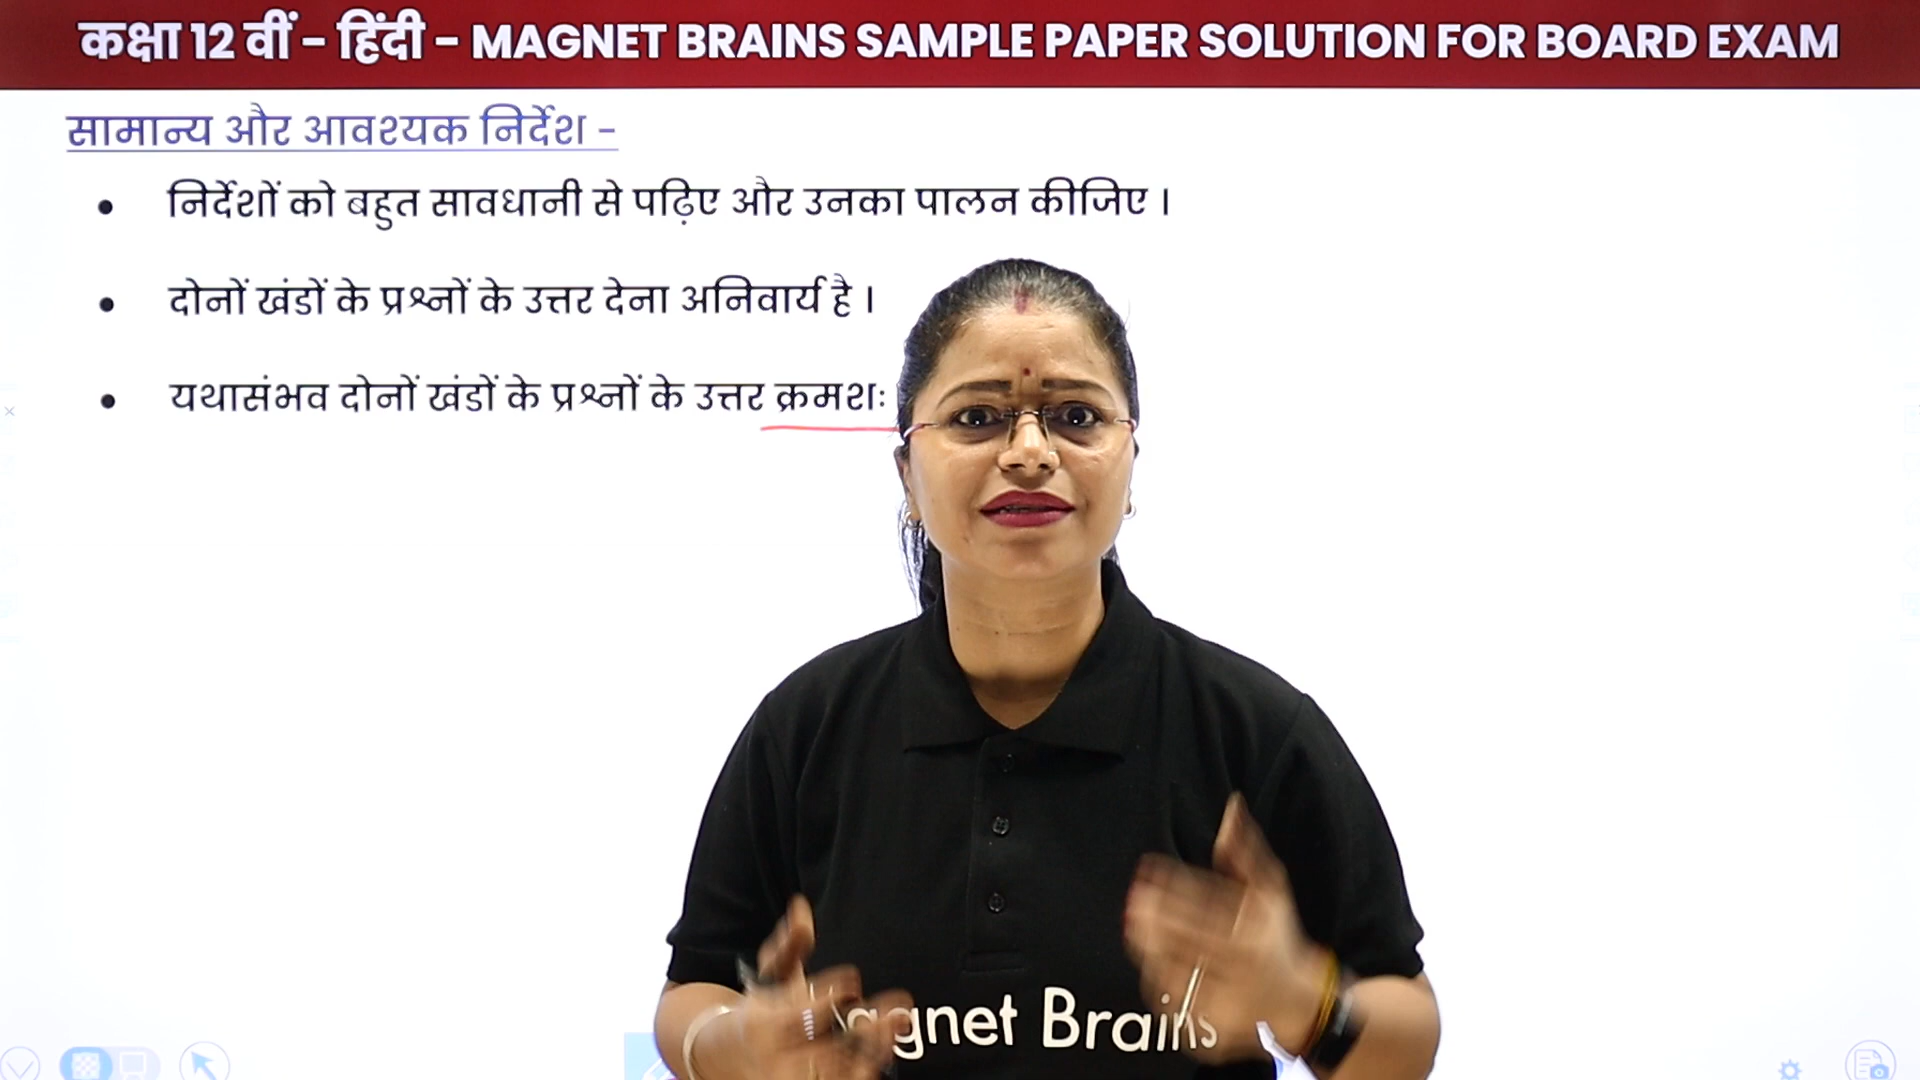 कक्षा 12 वीं - हिंदी - MAGNET BRAINS SAMPLE PAPER SOLUTION FOR BOARD EXAM
सामान्य और आवश्यक निर्देश -
• निर्देशों को बहुत सावधानी से पढ़िए और उनका पालन कीजिए ।
• दोनों खंडों के प्रश्नों के उत्तर देना अनिवार्य है ।
• यथासंभव दोनों खंडों के प्रश्नों के उत्तर क्रमशः
agnet Brains